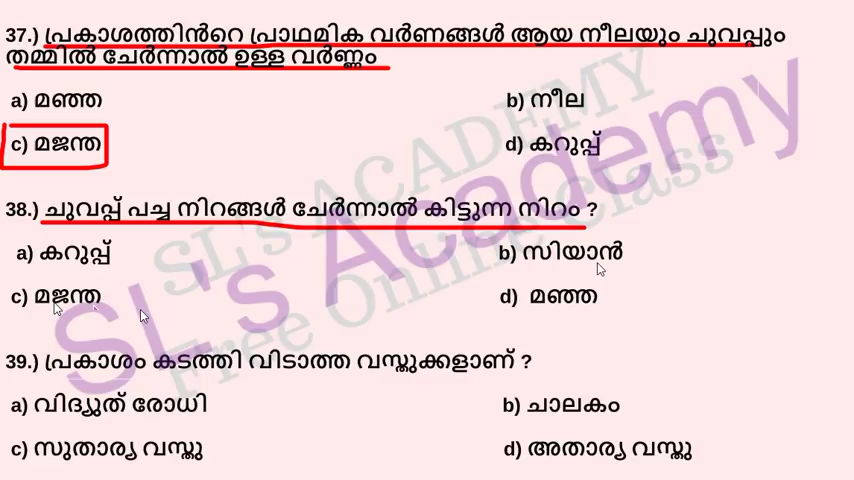 37.) പ്രകാശത്തിൻറെ പ്രാഥമിക വർണങ്ങൾ ആയ നീലയും ചുവപ്പും
തമ്മിൽ ചേർന്നാൽ ഉള്ള വർണ്ണം
a) മഞ്ഞ b) നീല
c) മജന്ത d) കറുപ്പ്
38.) ചുവപ്പ് പച്ച നിറങ്ങൾ ചേർന്നാൽ കിട്ടുന്ന നിറം ?
a) കറുപ്പ് b) സിയാൻ
c) മജന്ത d) മഞ്ഞ
39.) പ്രകാശം കടത്തി വിടാത്ത വസ്തുക്കളാണ് ?
a) വിദ്യുത് രോധി b) ചാലകം
c) സുതാര്യ വസ്തു d) അതാര്യ വസ്തു
SL's ACADEMY
SL's Academy
Free Online Class